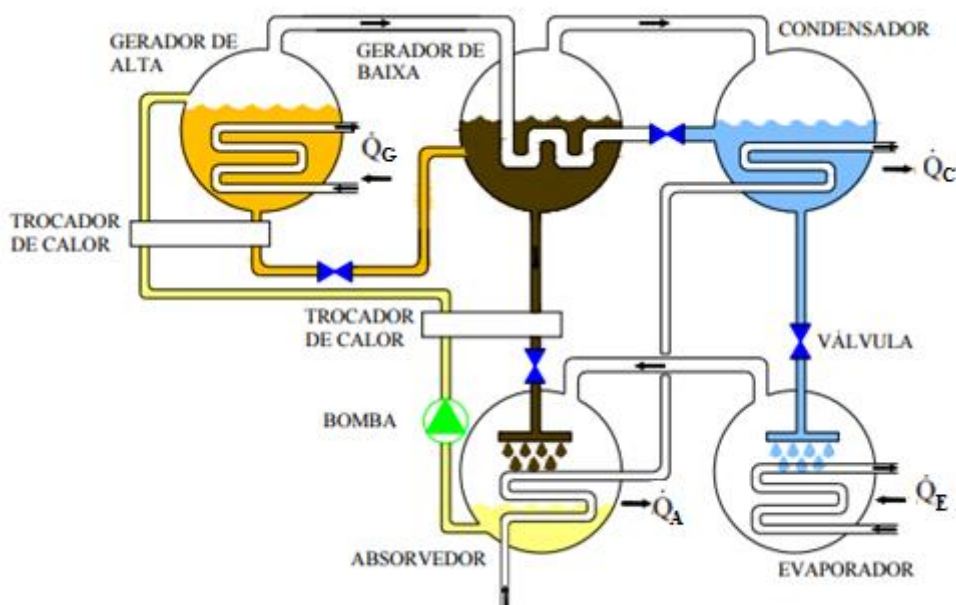 GERADOR DE
ALTA
GERADOR DE
BAIXA
CONDENSADOR
Q̇G
Q̇C
TROCADOR
DE CALOR
TROCADOR
DE CALOR
VÁLVULA
BOMBA
Q̇A
Q̇E
ABSORVEDOR
EVAPORADOR